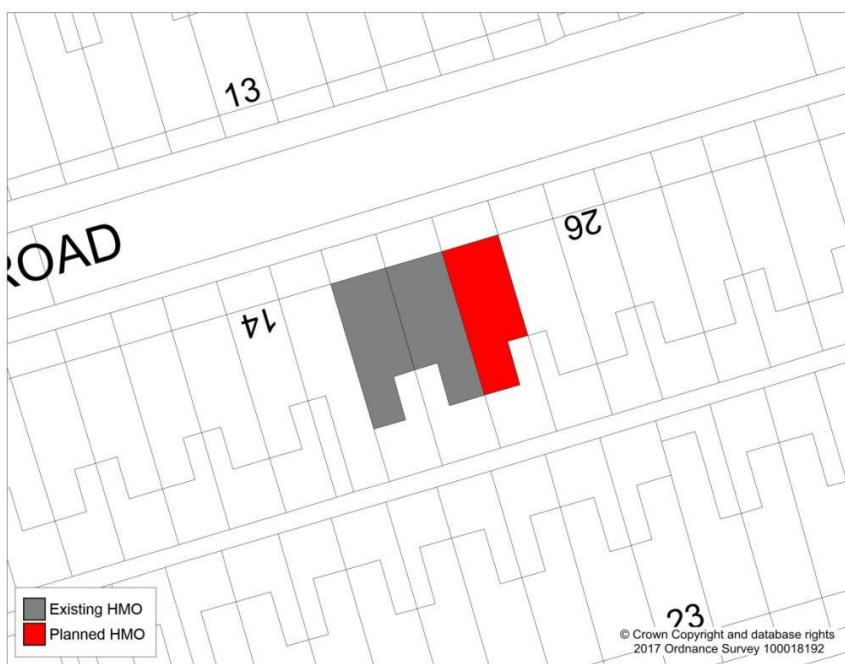 13
ROAD
26
14
23
Existing HMO
Planned HMO
© Crown Copyright and database rights
2017 Ordnance Survey 100018192